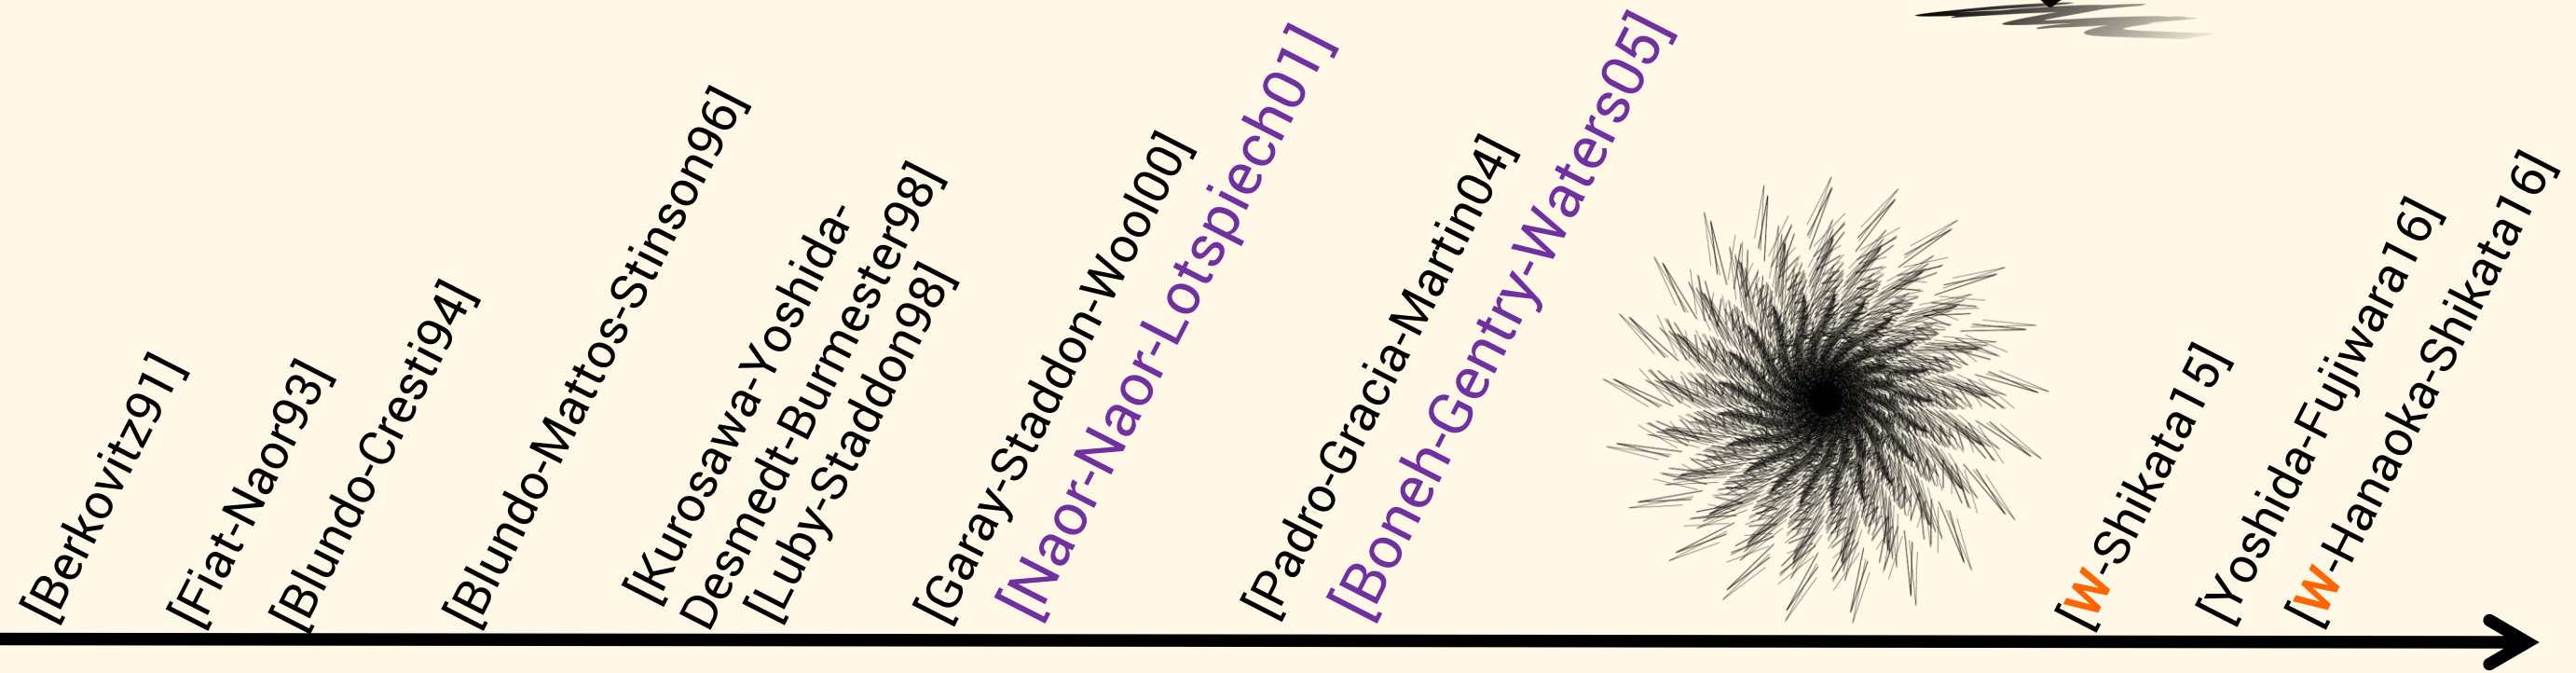 [Berkovitz91]
[Fiat-Naor93]
[Blundo-Cresti94]
[Blundo-Mattos-Stinson96]
[Kurosawa-Yoshida-
Desmedt-Burmester98]
[Luby-Staddon98]
[Garay-Staddon-Wool00]
[Naor-Naor-Lotspiech01]
[Padro-Gracia-Martin04]
[Boneh-Gentry-Waters05]
[W-Shikata15]
[Yoshida-Fujiwara16]
[W-Hanaoka-Shikata16]